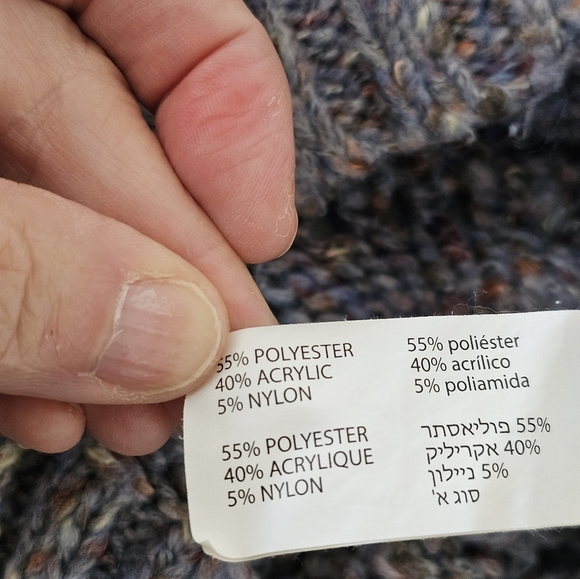 55% POLYESTER
40% ACRYLIC
5% NYLON
55% POLYESTER
40% ACRYLIQUE
5% NYLON
55% poliéster
40% acrílico
5% poliamida
55% פרליאסתר
40% אקריליק
5% ניילון
סוג א'